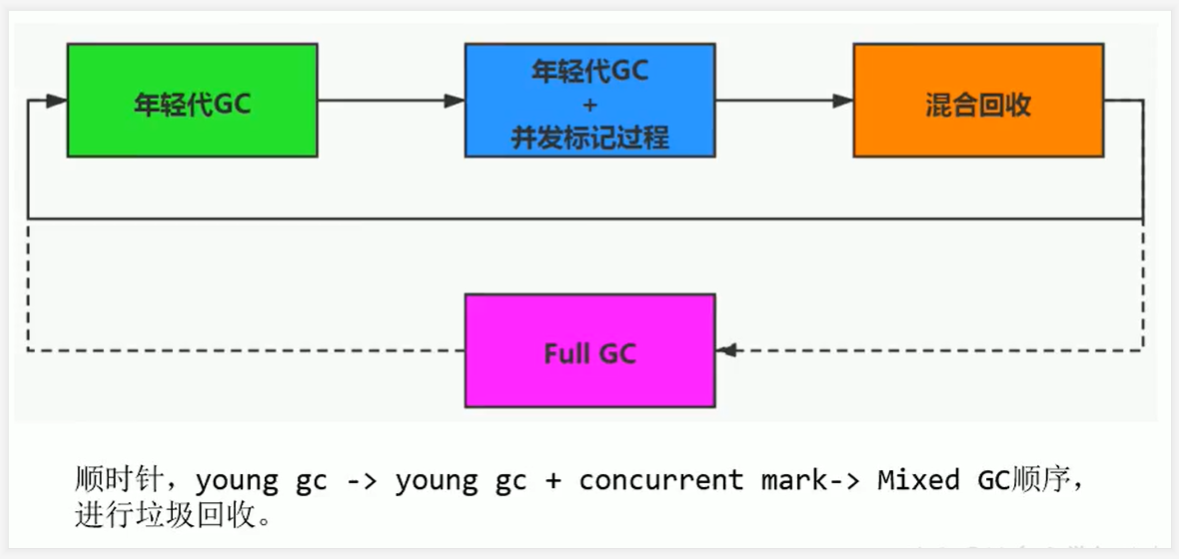 年轻代GC
年轻代GC
+
并发标记过程
混合回收
Full GC
顺时针，young gc -> young gc + concurrent mark-> Mixed GC顺序，
进行垃圾回收。